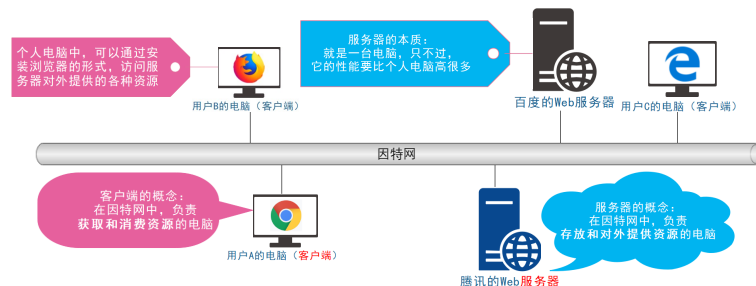 个人电脑中，可以通过安
装浏览器的形式，访问服
务器对外提供的各种资源
用户B的电脑（客户端）
服务器的本质：
就是一台电脑，只不过，
它的性能要比个人电脑高很多
百度的Web服务器
用户C的电脑（客户端）
因特网
客户端的概念：
在因特网中，负责
获取和消费资源的电脑
用户A的电脑（客户端）
腾讯的Web服务器
服务器的概念：
在因特网中，负责
存放和对外提供资源的电脑